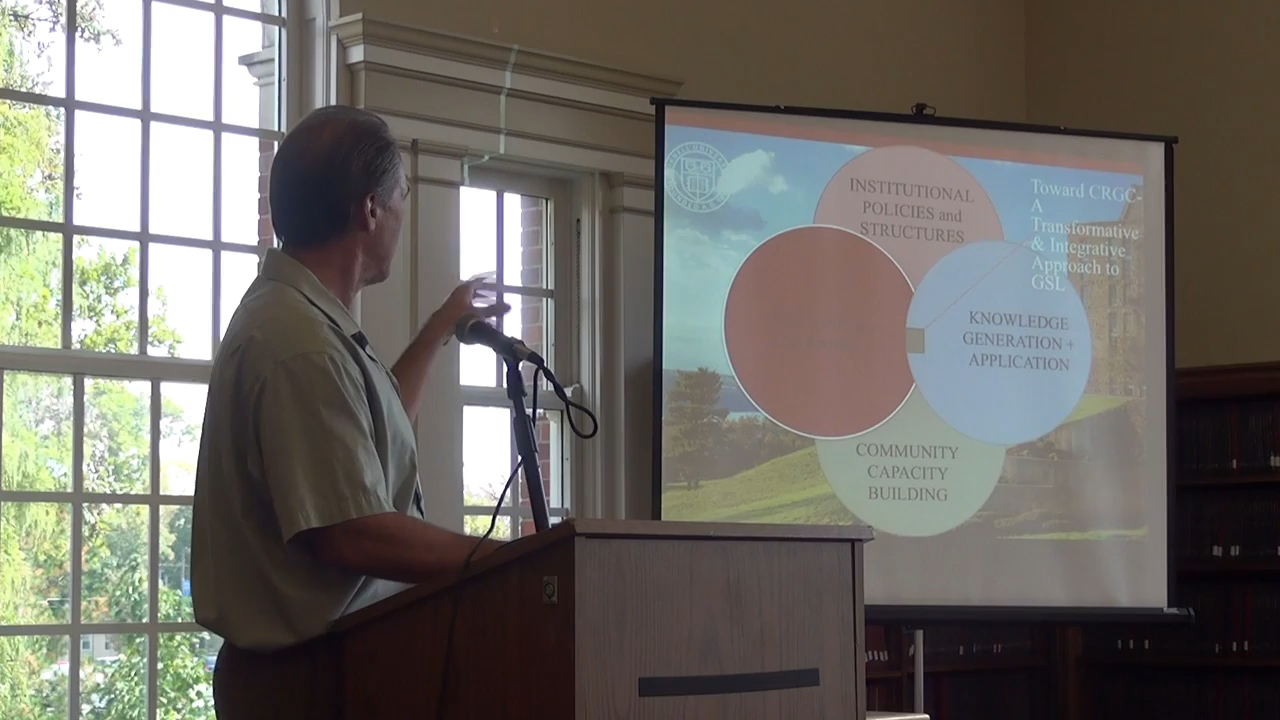 INSTITUTIONAL
POLICIES and
STRUCTURES
Toward CRGC-
A
Transformative
& Integrative
Approach to
GSL
KNOWLEDGE
GENERATION +
APPLICATION
COMMUNITY
CAPACITY
BUILDING